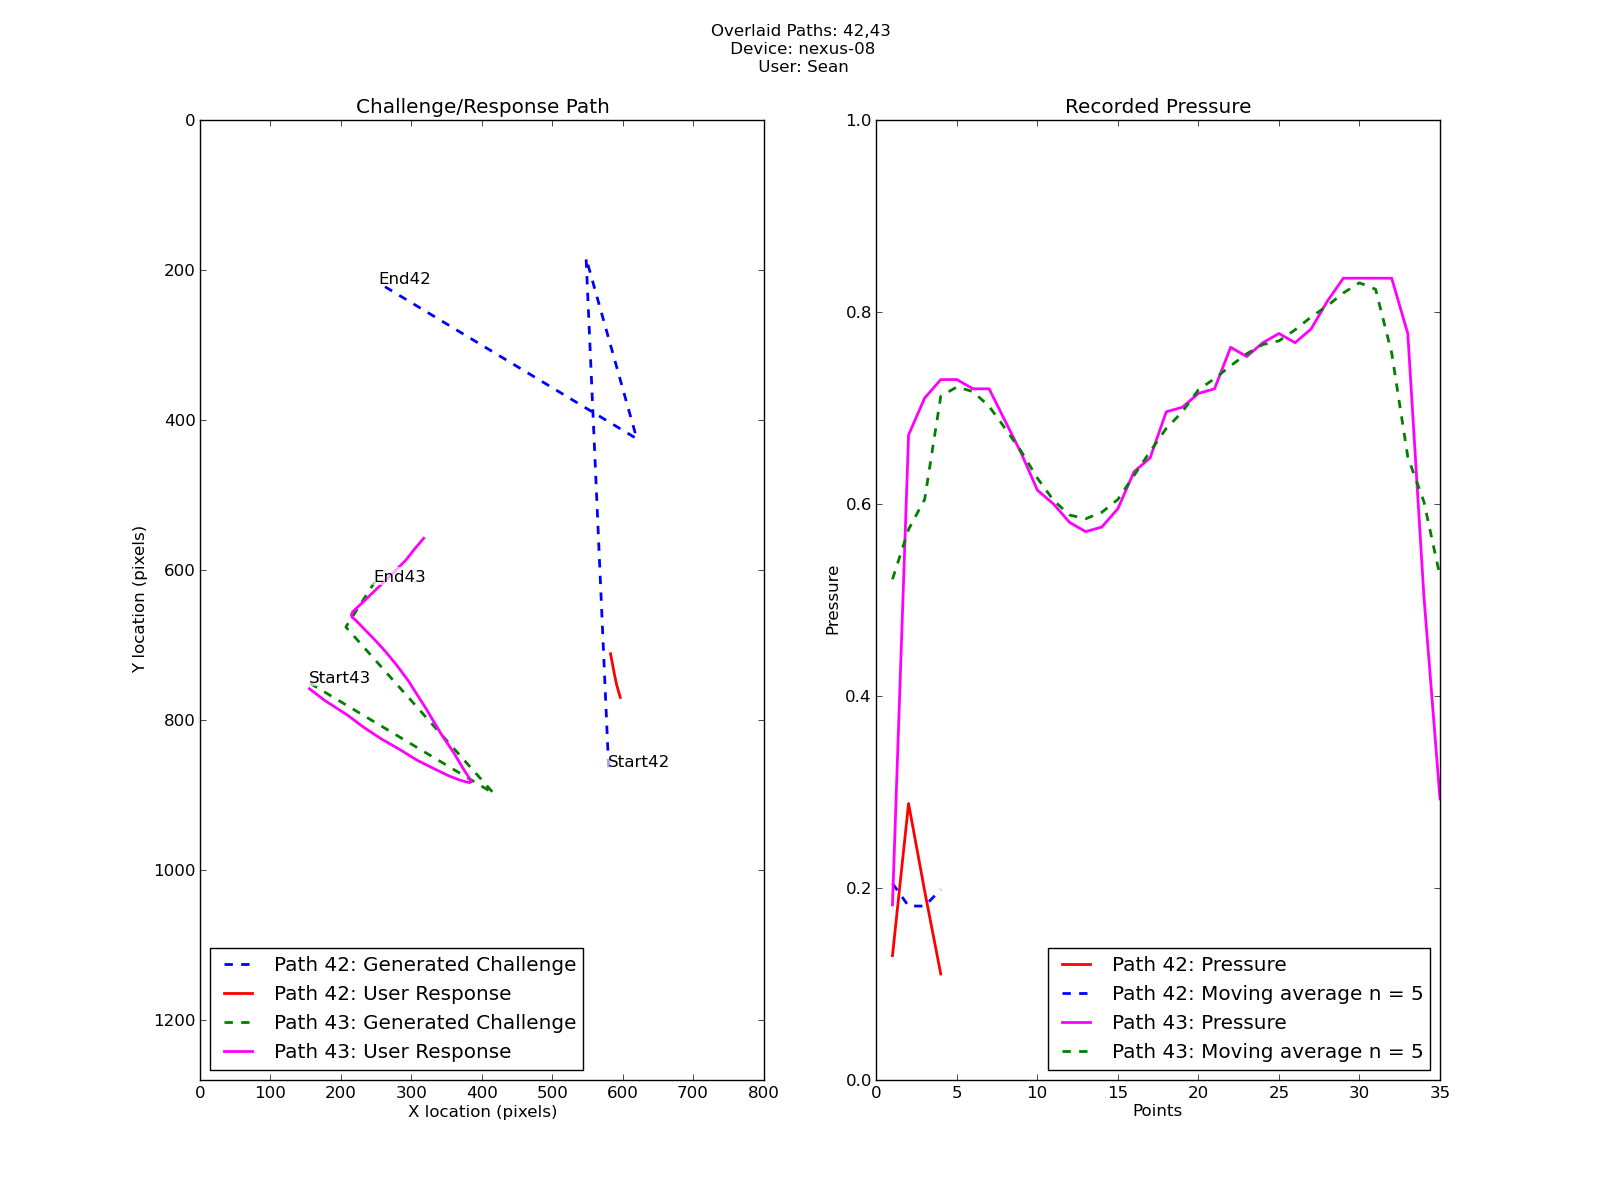 Overlaid Paths: 42,43
Device: nexus-08
User: Sean
Challenge/Response Path
0
200
400
600
800
1000
1200
Y location (pixels)
End42
End43
Start43
Start42
Path 42: Generated Challenge
Path 42: User Response
Path 43: Generated Challenge
Path 43: User Response
0 100 200 300 400 500 600 700 800
X location (pixels)
Recorded Pressure
1.0
0.8
0.6
0.4
0.2
0.0
Pressure
Path 42: Pressure
Path 42: Moving average n = 5
Path 43: Pressure
Path 43: Moving average n = 5
0 5 10 15 20 25 30 35
Points